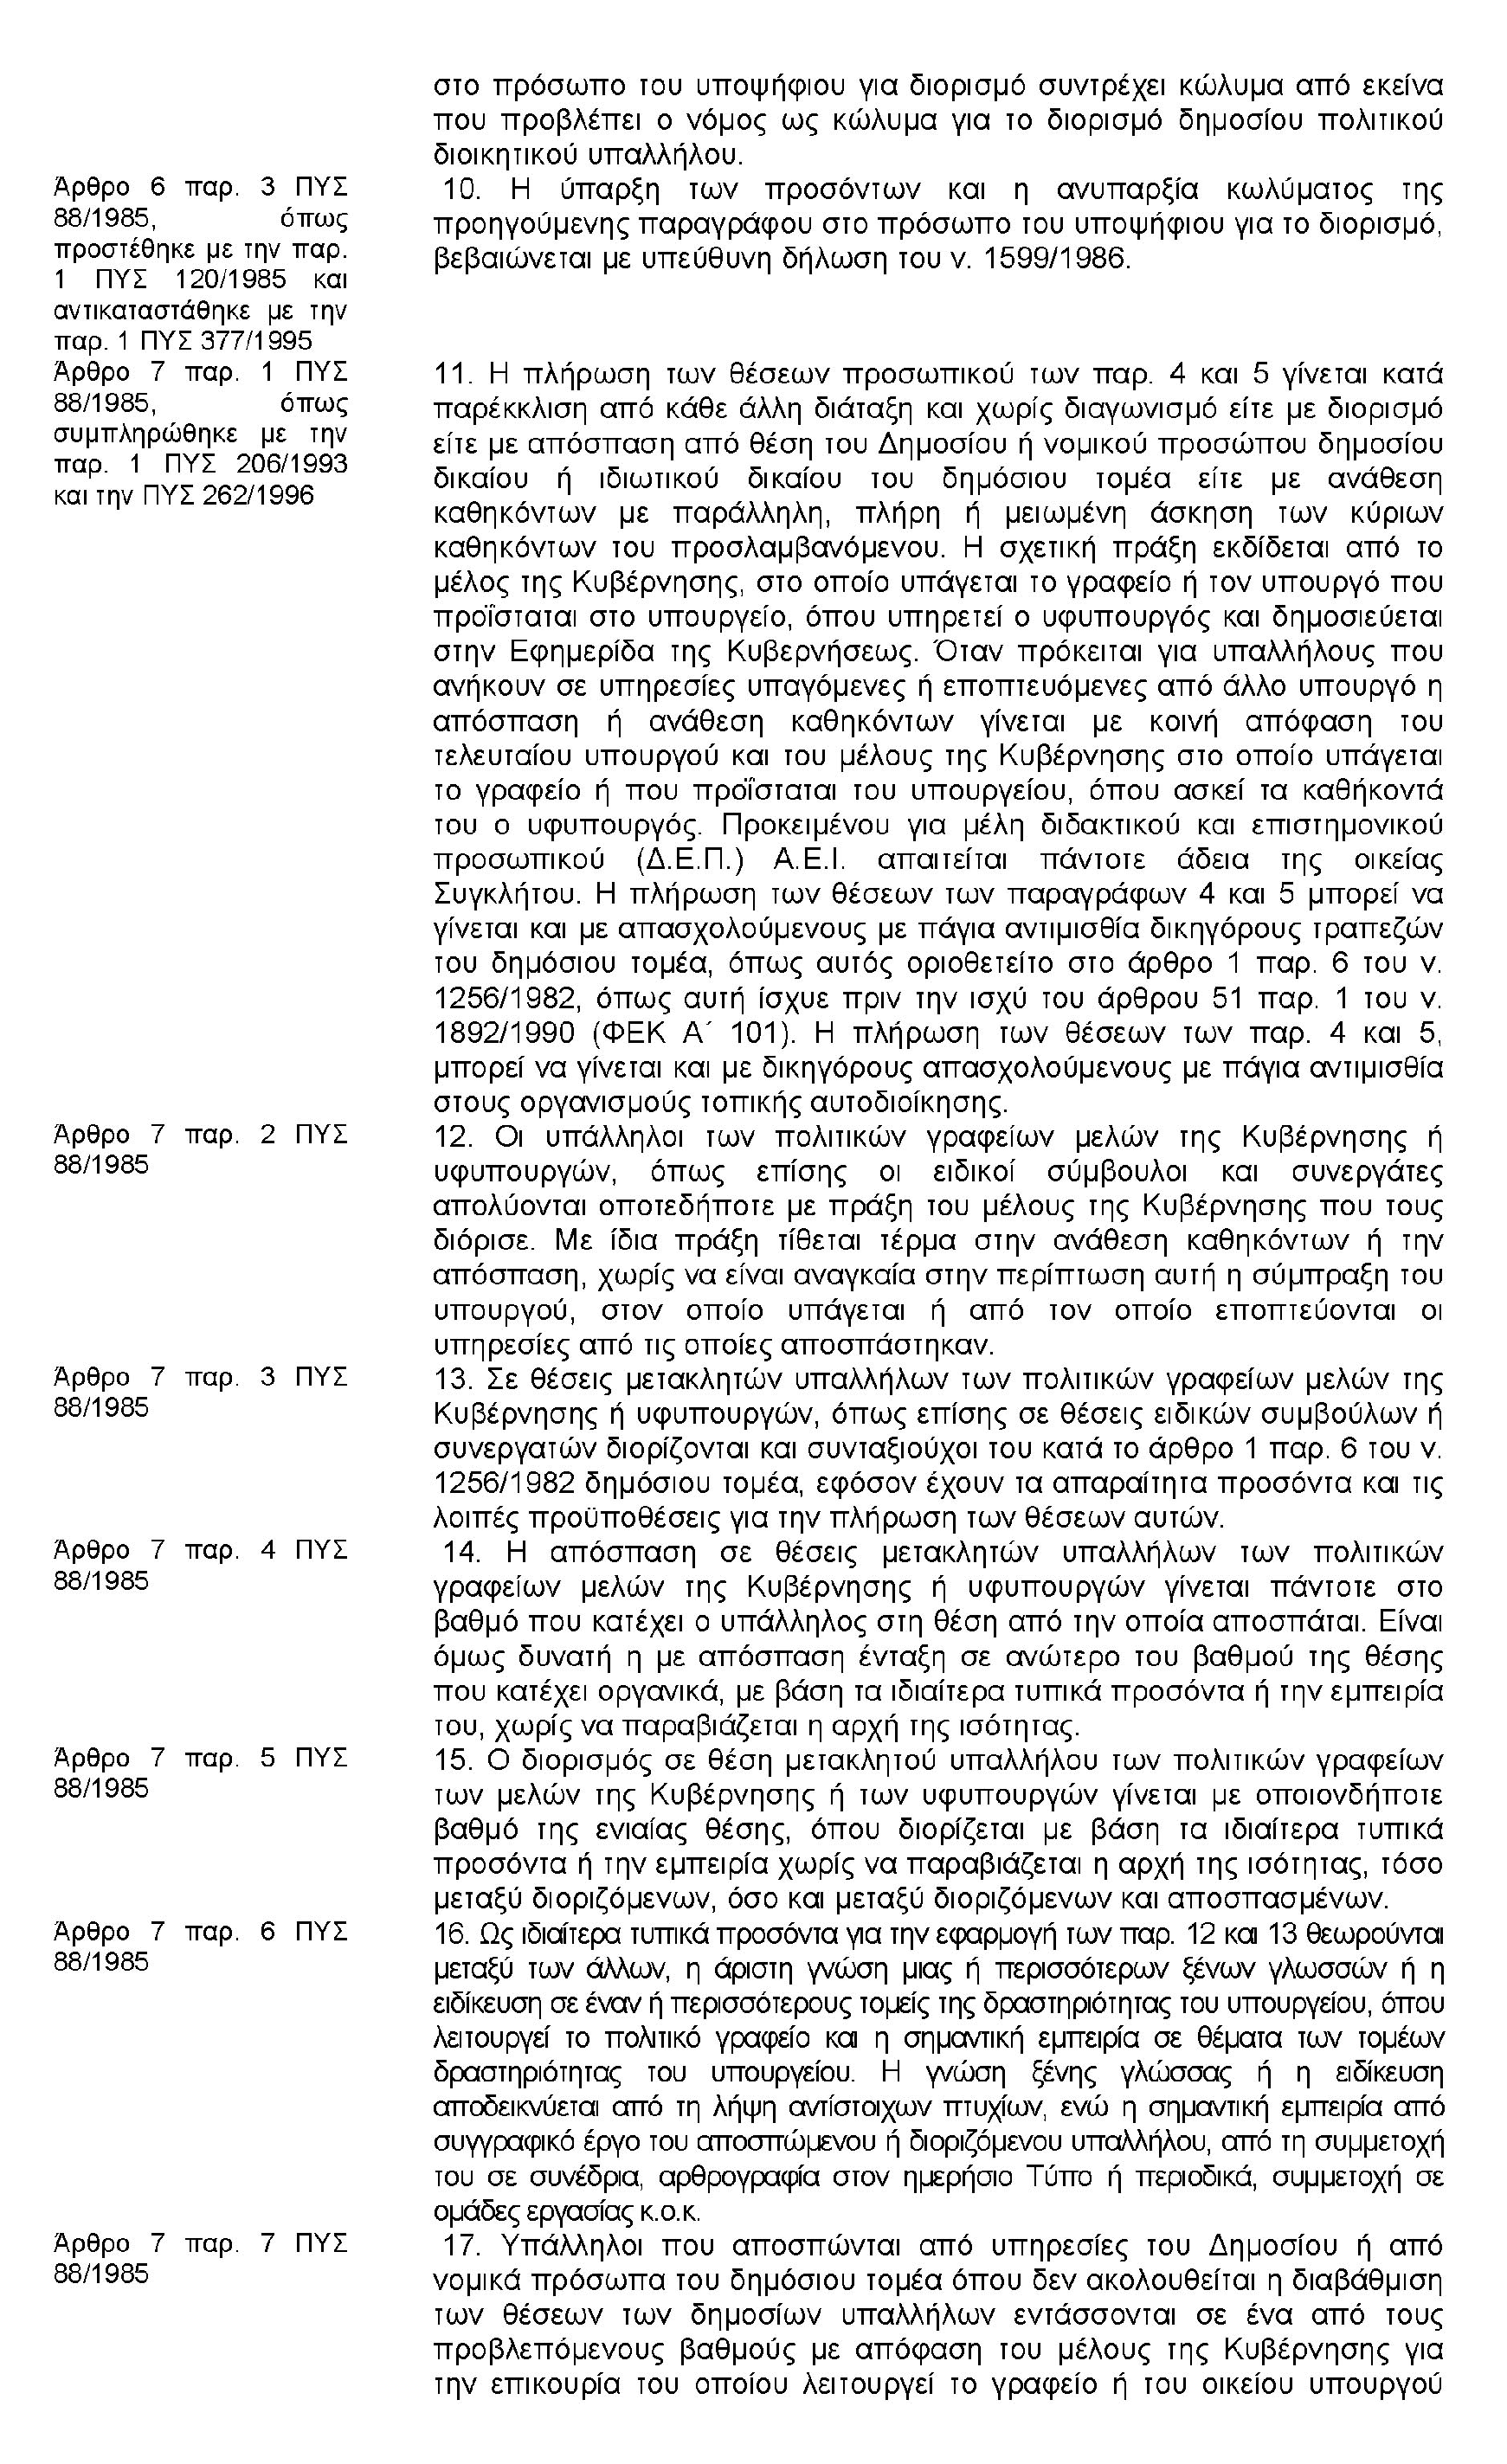 στο πρόσωπο του υποψήφιου για διορισμό συντρέχει κώλυμα από εκείνα
που προβλέπει ο νόμος ως κώλυμα για το διορισμό δημοσίου πολιτικού
διοικητικού υπαλλήλου.
Άρθρο 6 παρ. 3 ΠΥΣ
88/1985, όπως
προστέθηκε με την παρ.
1 ΠΥΣ 120/1985 και
αντικαταστάθηκε με την
παρ. 1 ΠΥΣ 377/1995
10. Η ύπαρξη των προσόντων και η ανυπαρξία κωλύματος της
προηγούμενης παραγράφου στο πρόσωπο του υποψήφιου για το διορισμό,
βεβαιώνεται με υπεύθυνη δήλωση του ν. 1599/1986.
Άρθρο 7 παρ. 1 ΠΥΣ
88/1985, όπως
συμπληρώθηκε με την
παρ. 1 ΠΥΣ 206/1993
και την ΠΥΣ 262/1996
11. Η πλήρωση των θέσεων προσωπικού των παρ. 4 και 5 γίνεται κατά
παρέκκλιση από κάθε άλλη διάταξη και χωρίς διαγωνισμό είτε με διορισμό
είτε με απόσπαση από θέση του Δημοσίου ή νομικού προσώπου δημοσίου
δικαίου ή ιδιωτικού δικαίου του δημόσιου τομέα είτε με ανάθεση
καθηκόντων με παράλληλη, πλήρη ή μειωμένη άσκηση των κύριων
καθηκόντων του προσλαμβανόμενου. Η σχετική πράξη εκδίδεται από το
μέλος της Κυβέρνησης, στο οποίο υπάγεται το γραφείο ή τον υπουργό που
προΐσταται στο υπουργείο, όπου υπηρετεί ο υφυπουργός και δημοσιεύεται
στην Εφημερίδα της Κυβερνήσεως. Όταν πρόκειται για υπαλλήλους που
ανήκουν σε υπηρεσίες υπαγόμενες ή εποπτευόμενες από άλλο υπουργό η
απόσπαση ή ανάθεση καθηκόντων γίνεται με κοινή απόφαση του
τελευταίου υπουργού και του μέλους της Κυβέρνησης στο οποίο υπάγεται
το γραφείο ή που προΐσταται του υπουργείου, όπου ασκεί τα καθήκοντά
του ο υφυπουργός. Προκειμένου για μέλη διδακτικού και επιστημονικού
προσωπικού (Δ.Ε.Π.) Α.Ε.Ι. απαιτείται πάντοτε άδεια της οικείας
Συγκλήτου. Η πλήρωση των θέσεων των παραγράφων 4 και 5 μπορεί να
γίνεται και με απασχολούμενους με πάγια αντιμισθία δικηγόρους τραπεζών
του δημόσιου τομέα, όπως αυτός οριοθετείτο στο άρθρο 1 παρ. 6 του ν.
1256/1982, όπως αυτή ίσχυε πριν την ισχύ του άρθρου 51 παρ. 1 του ν.
1892/1990 (ΦΕΚ Α΄ 101). Η πλήρωση των θέσεων των παρ. 4 και 5,
μπορεί να γίνεται και με δικηγόρους απασχολούμενους με πάγια αντιμισθία
στους οργανισμούς τοπικής αυτοδιοίκησης.
Άρθρο 7 παρ. 2 ΠΥΣ
88/1985
12. Οι υπάλληλοι των πολιτικών γραφείων μελών της Κυβέρνησης ή
υφυπουργών, όπως επίσης οι ειδικοί σύμβουλοι και συνεργάτες
απολύονται οποτεδήποτε με πράξη του μέλους της Κυβέρνησης που τους
διόρισε. Με ίδια πράξη τίθεται τέρμα στην ανάθεση καθηκόντων ή την
απόσπαση, χωρίς να είναι αναγκαία στην περίπτωση αυτή η σύμπραξη του
υπουργού, στον οποίο υπάγεται ή από τον οποίο εποπτεύονται οι
υπηρεσίες από τις οποίες αποσπάστηκαν.
Άρθρο 7 παρ. 3 ΠΥΣ
88/1985
13. Σε θέσεις μετακλητών υπαλλήλων των πολιτικών γραφείων μελών της
Κυβέρνησης ή υφυπουργών, όπως επίσης σε θέσεις ειδικών συμβούλων ή
συνεργατών διορίζονται και συνταξιούχοι του κατά το άρθρο 1 παρ. 6 του ν.
1256/1982 δημόσιου τομέα, εφόσον έχουν τα απαραίτητα προσόντα και τις
λοιπές προϋποθέσεις για την πλήρωση των θέσεων αυτών.
Άρθρο 7 παρ. 4 ΠΥΣ
88/1985
14. Η απόσπαση σε θέσεις μετακλητών υπαλλήλων των πολιτικών
γραφείων μελών της Κυβέρνησης ή υφυπουργών γίνεται πάντοτε στο
βαθμό που κατέχει ο υπάλληλος στη θέση από την οποία αποσπάται. Είναι
όμως δυνατή η με απόσπαση ένταξη σε ανώτερο του βαθμού της θέσης
που κατέχει οργανικά, με βάση τα ιδιαίτερα τυπικά προσόντα ή την εμπειρία
του, χωρίς να παραβιάζεται η αρχή της ισότητας.
Άρθρο 7 παρ. 5 ΠΥΣ
88/1985
15. Ο διορισμός σε θέση μετακλητού υπαλλήλου των πολιτικών γραφείων
των μελών της Κυβέρνησης ή των υφυπουργών γίνεται με οποιονδήποτε
βαθμό της ενιαίας θέσης, όπου διορίζεται με βάση τα ιδιαίτερα τυπικά
προσόντα ή την εμπειρία χωρίς να παραβιάζεται η αρχή της ισότητας, τόσο
μεταξύ διοριζόμενων, όσο και μεταξύ διοριζόμενων και αποσπασμένων.
Άρθρο 7 παρ. 6 ΠΥΣ
88/1985
16. Ως ιδιαίτερα τυπικά προσόντα για την εφαρμογή των παρ. 12 και 13 θεωρούνται
μεταξύ των άλλων, η άριστη γνώση μιας ή περισσότερων ξένων γλωσσών ή η
ειδίκευση σε έναν ή περισσότερους τομείς της δραστηριότητας του υπουργείου, όπου
λειτουργεί το πολιτικό γραφείο και η σημαντική εμπειρία σε θέματα των τομέων
δραστηριότητας του υπουργείου. Η γνώση ξένης γλώσσας ή η ειδίκευση
αποδεικνύεται από τη λήψη αντίστοιχων πτυχίων, ενώ η σημαντική εμπειρία από
συγγραφικό έργο του αποσπώμενου ή διοριζόμενου υπαλλήλου, από τη συμμετοχή
του σε συνέδρια, αρθρογραφία στον ημερήσιο Τύπο ή περιοδικά, συμμετοχή σε
ομάδες εργασίας κ.ο.κ.
Άρθρο 7 παρ. 7 ΠΥΣ
88/1985
17. Υπάλληλοι που αποσπώνται από υπηρεσίες του Δημοσίου ή από
νομικά πρόσωπα του δημόσιου τομέα όπου δεν ακολουθείται η διαβάθμιση
των θέσεων των δημοσίων υπαλλήλων εντάσσονται σε ένα από τους
προβλεπόμενους βαθμούς με απόφαση του μέλους της Κυβέρνησης για
την επικουρία του οποίου λειτουργεί το γραφείο ή του οικείου υπουργού